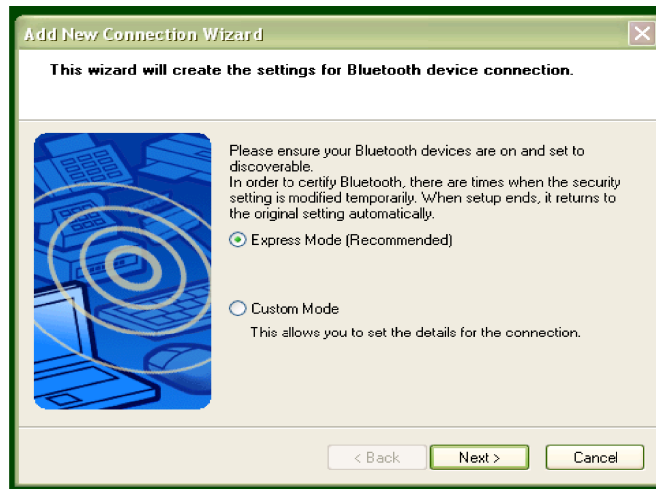 Add New Connection Wizard
This wizard will create the settings for Bluetooth device connection.
Please ensure your Bluetooth devices are on and set to
discoverable.
In order to certify Bluetooth, there are times when the security
setting is modified temporarily. When setup ends, it returns to
the original setting automatically.
Express Mode (Recommended)
Custom Mode
This allows you to set the details for the connection.
< Back Next > Cancel